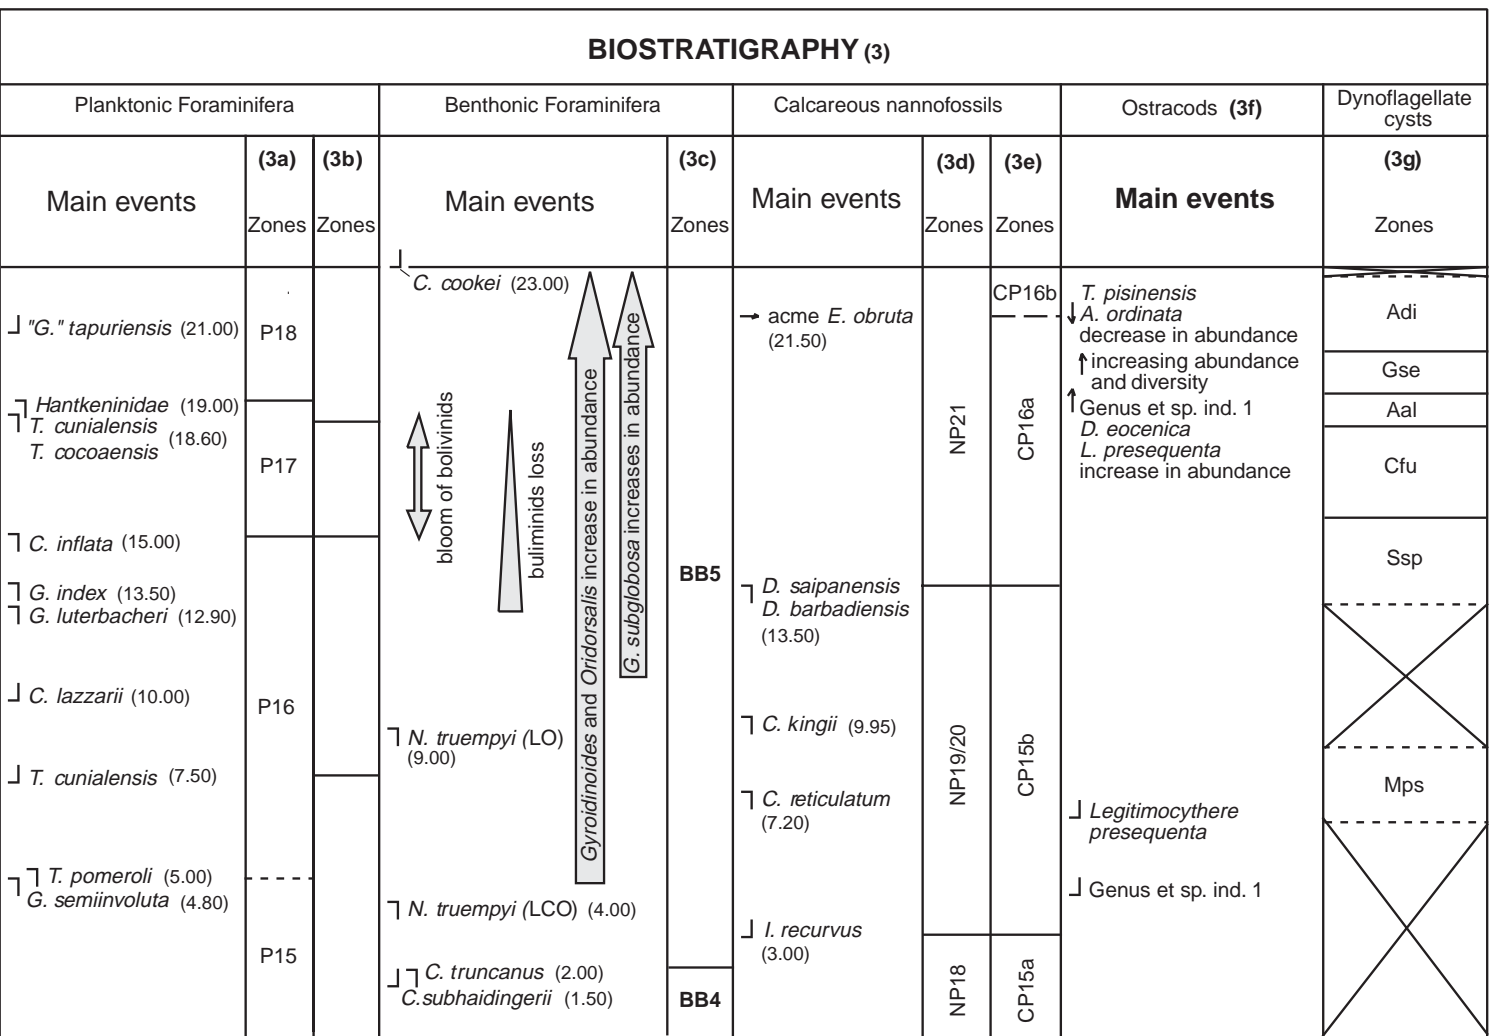 BIOSTRATIGRAPHY (3)
Planktonic Foraminifera
Benthonic Foraminifera
Calcareous nannofossils
Ostracods (3f)
Dynoflagellate
cysts
Main events
(3a)
Zones
(3b)
Zones
Main events
(3c)
Zones
Main events
(3d)
Zones
(3e)
Zones
Main events
(3g)
Zones
"G." tapuriensis (21.00)
Hantkeninidae (19.00)
T. cunialensis
T. cocoaensis (18.60)
C. inflata (15.00)
G. index (13.50)
G. luterbacheri (12.90)
C. lazzarii (10.00)
T. cunialensis (7.50)
T. pomeroli (5.00)
G. semiinvoluta (4.80)
P18
P17
P16
P15
C. cookei (23.00)
bloom of bolivinids
buliminids loss
Gyroidinoides and Oridorsalis increase in abundance
G. subglobosa increases in abundance
N. truempyi (LO)
(9.00)
N. truempyi (LCO) (4.00)
C. truncanus (2.00)
C.subhaidingerii (1.50)
BB5
BB4
acme E. obruta
(21.50)
D. saipanensis
D. barbadiensis
(13.50)
C. kingii (9.95)
C. reticulatum
(7.20)
I. recurvus
(3.00)
NP21
NP19/20
NP18
CP16b
CP16a
CP15b
CP15a
T. pisinensis
A. ordinata
decrease in abundance
increasing abundance
and diversity
Genus et sp. ind. 1
D. eocenica
L. presequenta
increase in abundance
Legitimocythere
presequenta
Genus et sp. ind. 1
Adi
Gse
Aal
Cfu
Ssp
Mps